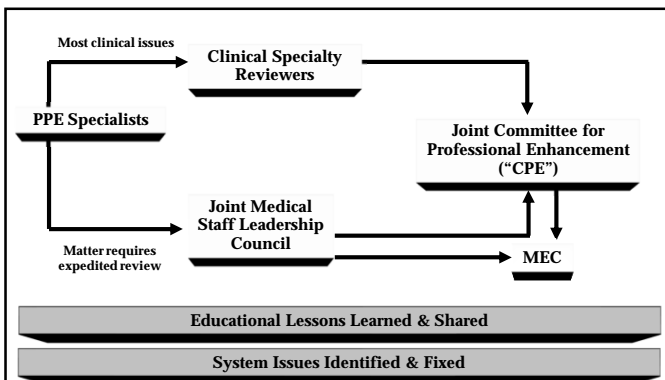 Most clinical issues
Clinical Specialty
Reviewers
PPE Specialists
Joint Committee for
Professional Enhancement
(“CPE”)
Joint Medical
Staff Leadership
Council
Matter requires
expedited review
MEC
Educational Lessons Learned & Shared
System Issues Identified & Fixed